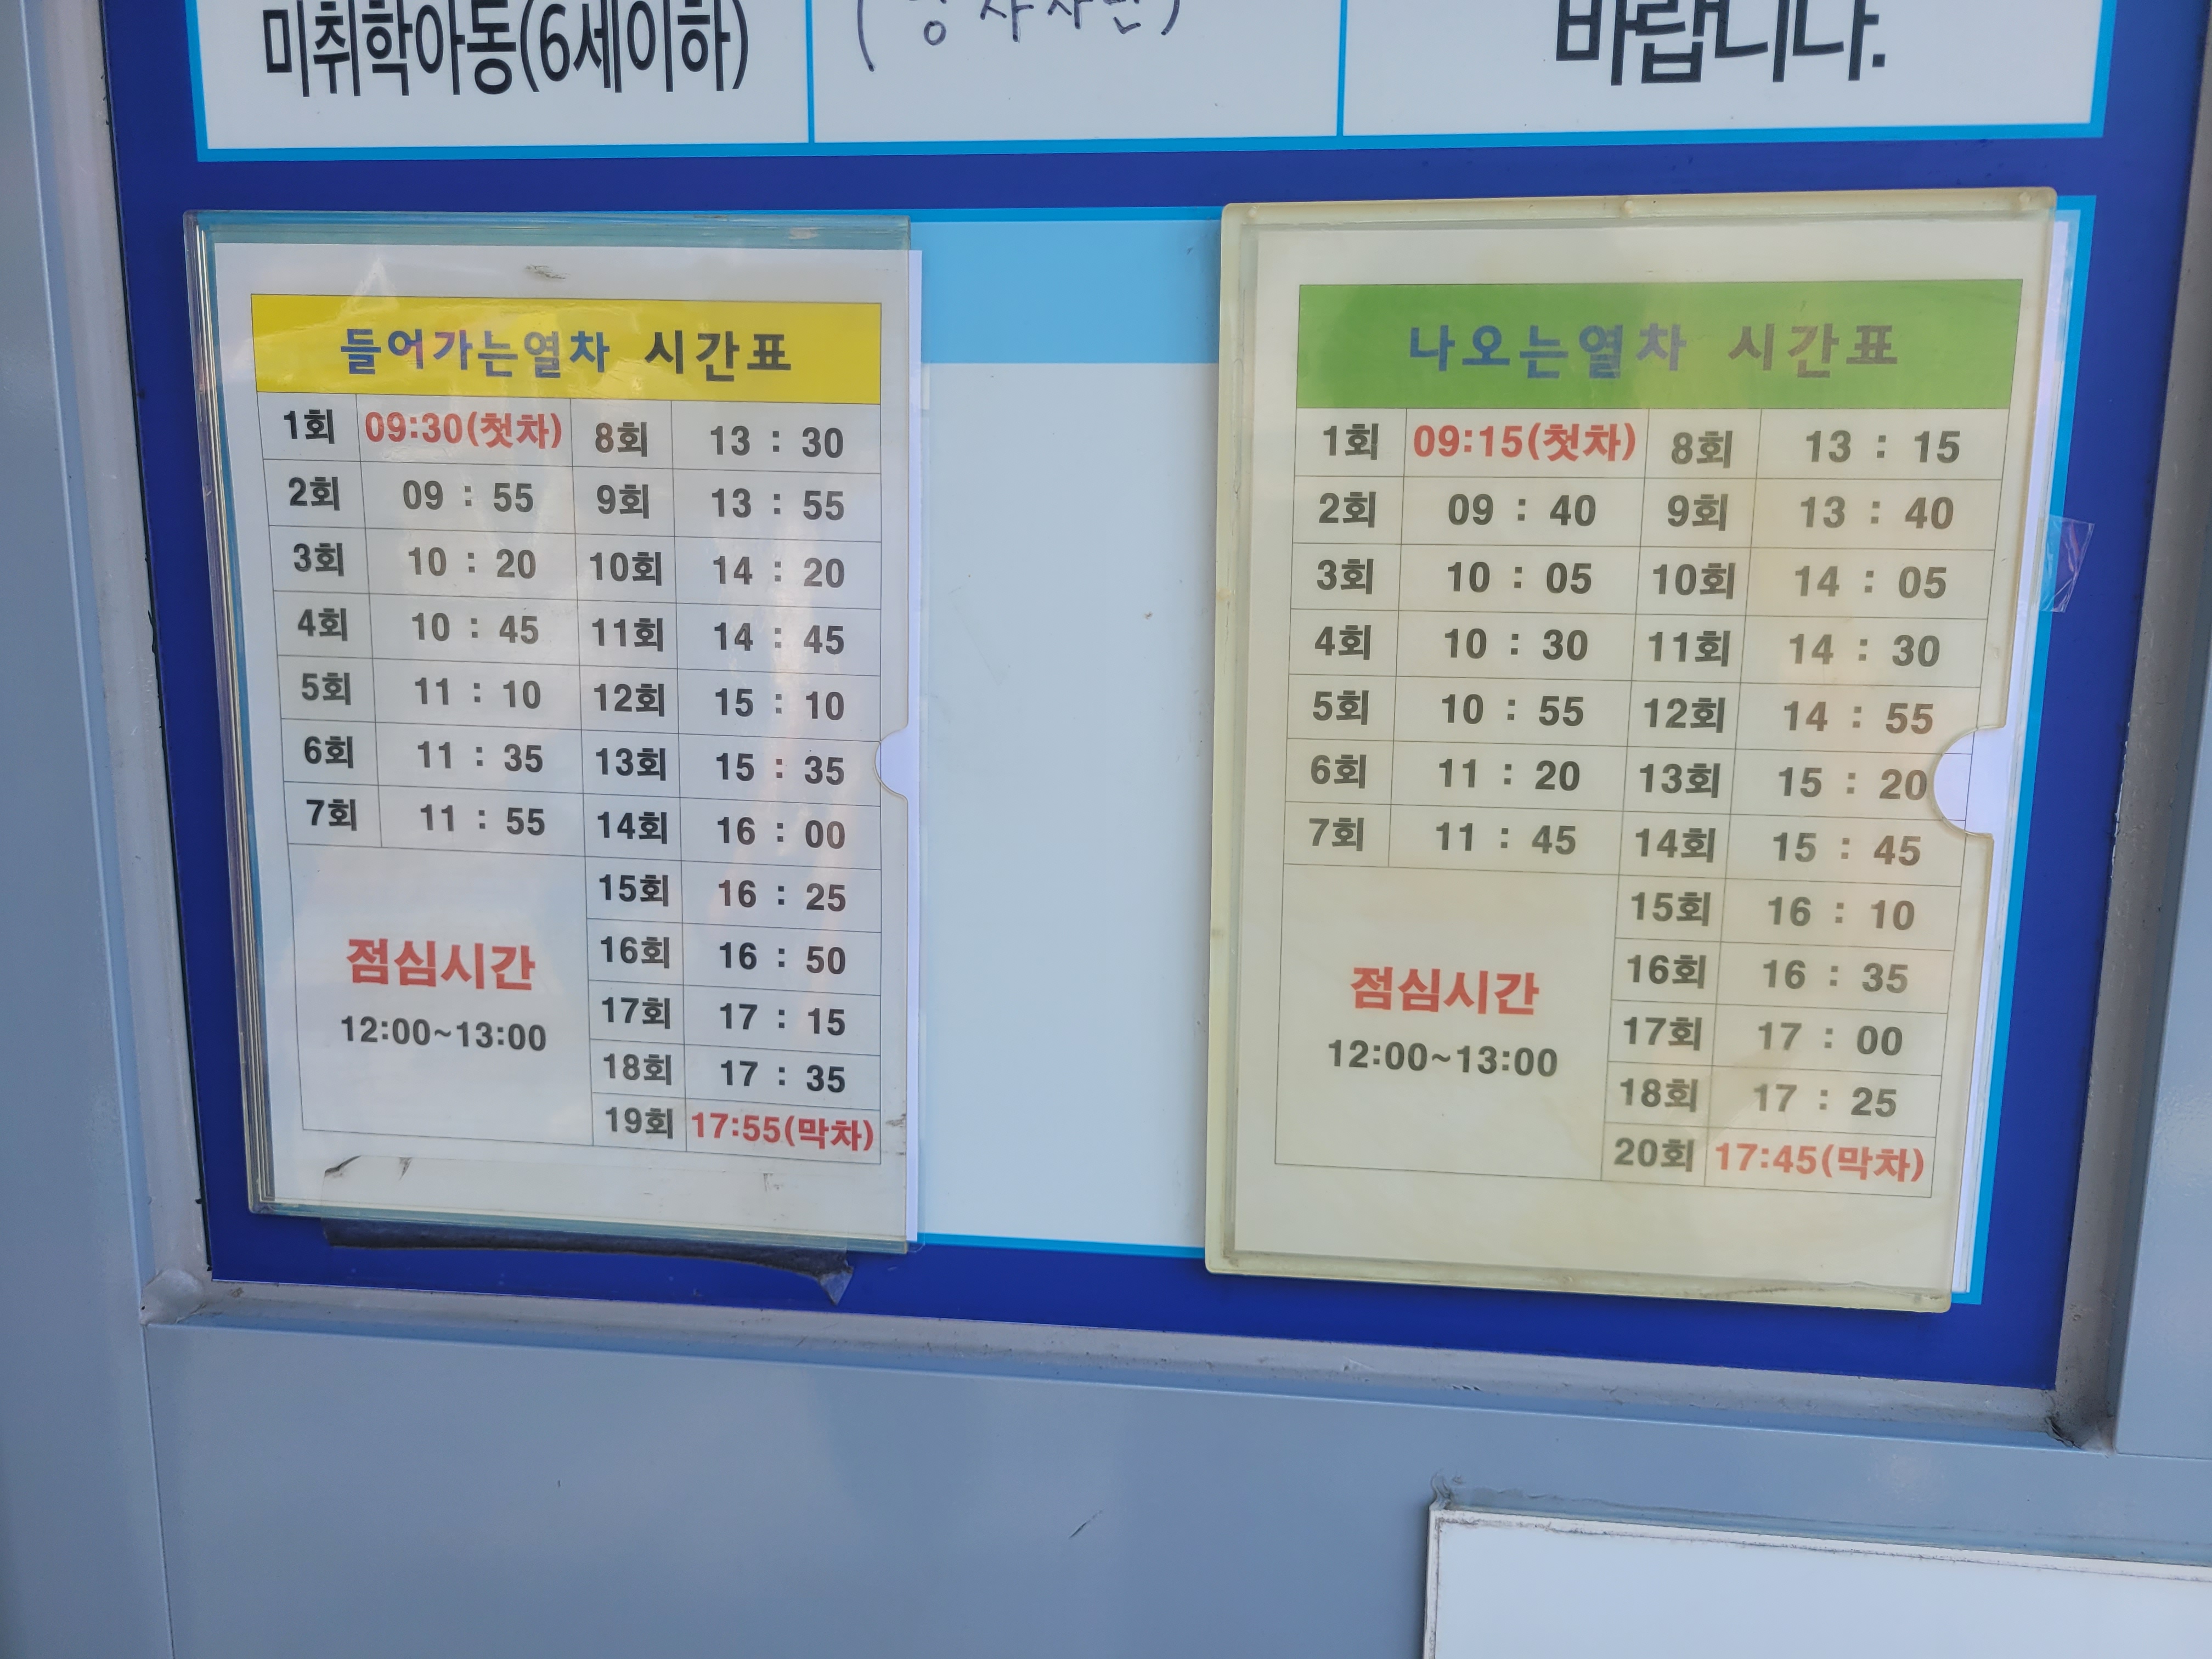 미취학아동(6세이하)
바랍니다.
들어가는열차 시간표
1회 09:30(첫차) 8회 13 : 30
2회 09 : 55 9회 13 : 55
3회 10 : 20 10회 14 : 20
4회 10 : 45 11회 14 : 45
5회 11 : 10 12회 15 : 10
6회 11 : 35 13회 15 : 35
7회 11 : 55 14회 16 : 00
15회 16 : 25
16회 16 : 50
17회 17 : 15
18회 17 : 35
19회 17:55(막차)
점심시간
12:00~13:00
나오는열차 시간표
1회 09:15(첫차) 8회 13 : 15
2회 09 : 40 9회 13 : 40
3회 10 : 05 10회 14 : 05
4회 10 : 30 11회 14 : 30
5회 10 : 55 12회 14 : 55
6회 11 : 20 13회 15 : 20
7회 11 : 45 14회 15 : 45
15회 16 : 10
16회 16 : 35
17회 17 : 00
18회 17 : 25
20회 17:45(막차)
점심시간
12:00~13:00